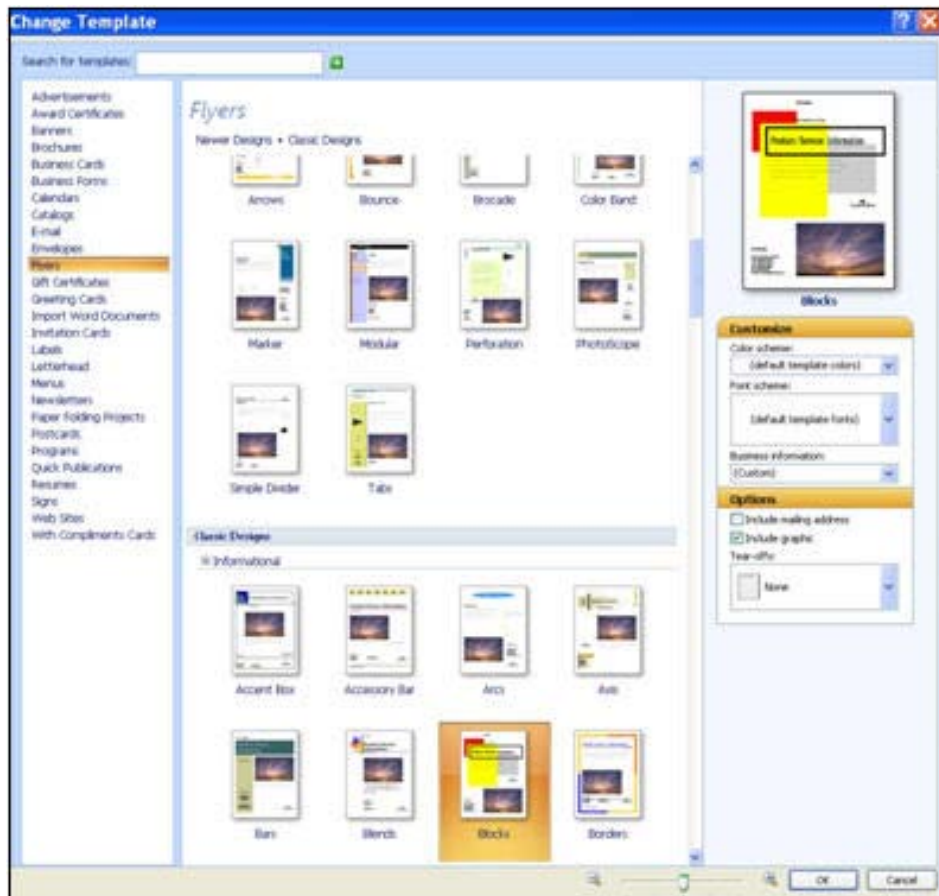 Change Template
Search for templates:
Advertisements
Award Certificates
Banners
Brochures
Business Cards
Business Forms
Calendars
Catalogs
E-mail
Envelopes
Flyers
Gift Certificates
Greeting Cards
Import Word Documents
Invitation Cards
Labels
Letterhead
Menus
Newsletters
Paper Folding Projects
Postcards
Programs
Quick Publications
Resumes
Signs
Web Sites
With Compliments Cards
Flyers
Newer Designs • Classic Designs
Arrows Bounce Brocade Color Band
Marker Modular Perforation PhotoScope
Simple Divider Tabs
Classic Designs
Informational
Accent Box Accessory Bar Arcs Axis
Bars Blends Blocks Borders
Product/Service Information
Blocks
Customize
Color scheme:
(default template colors)
Font scheme:
(default template fonts)
Business information:
(Custom)
Options
Include mailing address
Include graphic
Tear-offs:
None
OK Cancel